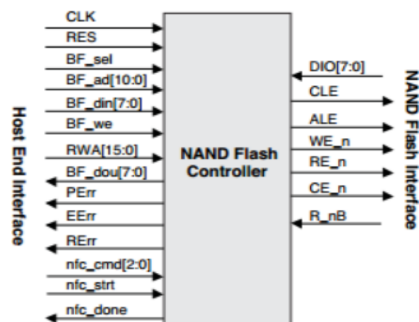 CLK
RES
BF_sel
BF_ad[10:0]
BF_din[7:0]
BF_we
RWA[15:0]
BF_dou[7:0]
PErr
EErr
RErr
nfc_cmd[2:0]
nfc_strt
nfc_done
Host End Interface
NAND Flash
Controller
DIO[7:0]
CLE
ALE
WE_n
RE_n
CE_n
R_nB
NAND Flash Interface